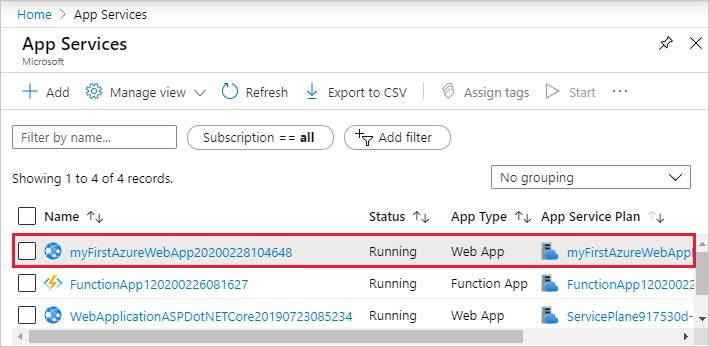 Home > App Services
App Services
Microsoft
Add Manage view Refresh Export to CSV Assign tags Start ...
Filter by name... Subscription == all Add filter
Showing 1 to 4 of 4 records. No grouping
Name Status App Type App Service Plan
myFirstAzureWebApp20200228104648 Running Web App myFirstAzureWebApp
FunctionApp120200226081627 Running Function App FunctionApp12020022
WebApplicationASPDotNETCore20190723085234 Running Web App ServicePlane917530d-